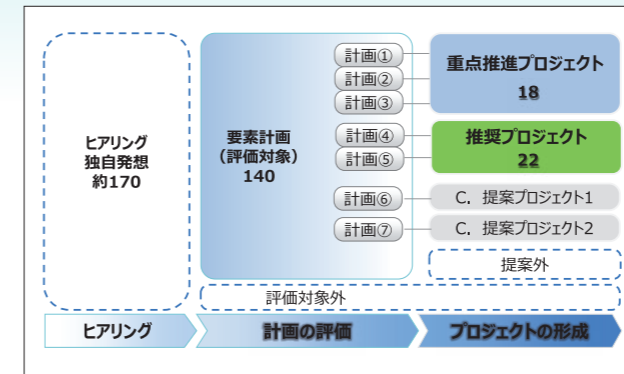 ヒアリング
独自発想
約170
要素計画
（評価対象）
140
計画①
計画②
計画③
計画④
計画⑤
計画⑥
計画⑦
重点推進プロジェクト
18
推奨プロジェクト
22
C．提案プロジェクト1
C．提案プロジェクト2
提案外
評価対象外
ヒアリング
計画の評価
プロジェクトの形成